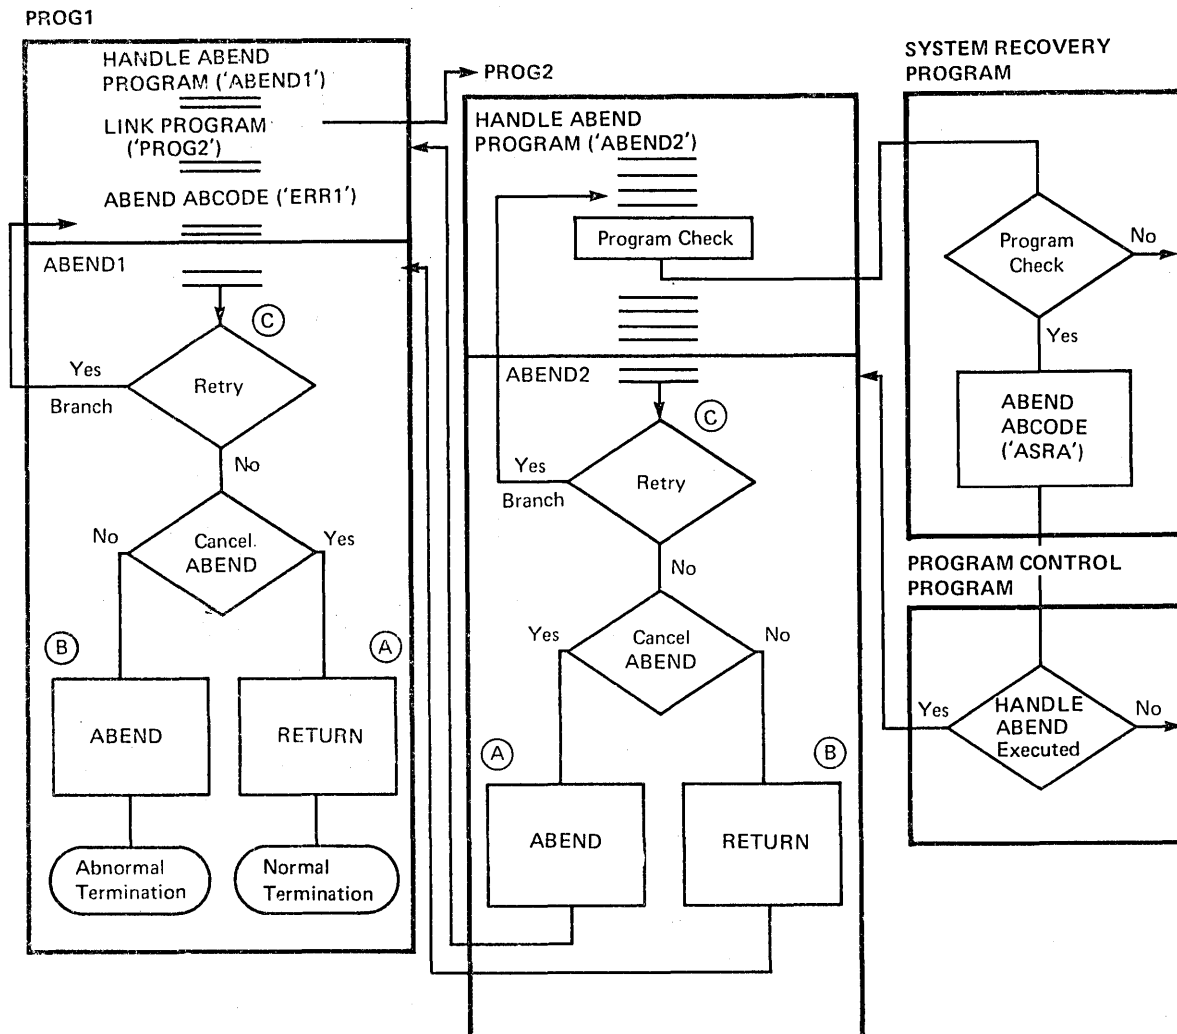 PROG1
HANDLE ABEND
PROGRAM ('ABEND1')
LINK PROGRAM
('PROG2')
ABEND ABCODE ('ERR1')
ABEND1
C
Yes
Retry
Branch
No
No
Cancel.
Yes
ABEND
B
A
ABEND
RETURN
Abnormal
Termination
Normal
Termination
PROG2
HANDLE ABEND
PROGRAM ('ABEND2')
Program Check
ABEND2
C
Yes
Retry
Branch
No
Yes
Cancel
No
ABEND
A
B
ABEND
RETURN
SYSTEM RECOVERY
PROGRAM
Program
Check
No
Yes
ABEND
ABCODE
('ASRA')
PROGRAM CONTROL
PROGRAM
Yes
HANDLE
ABEND
Executed
No